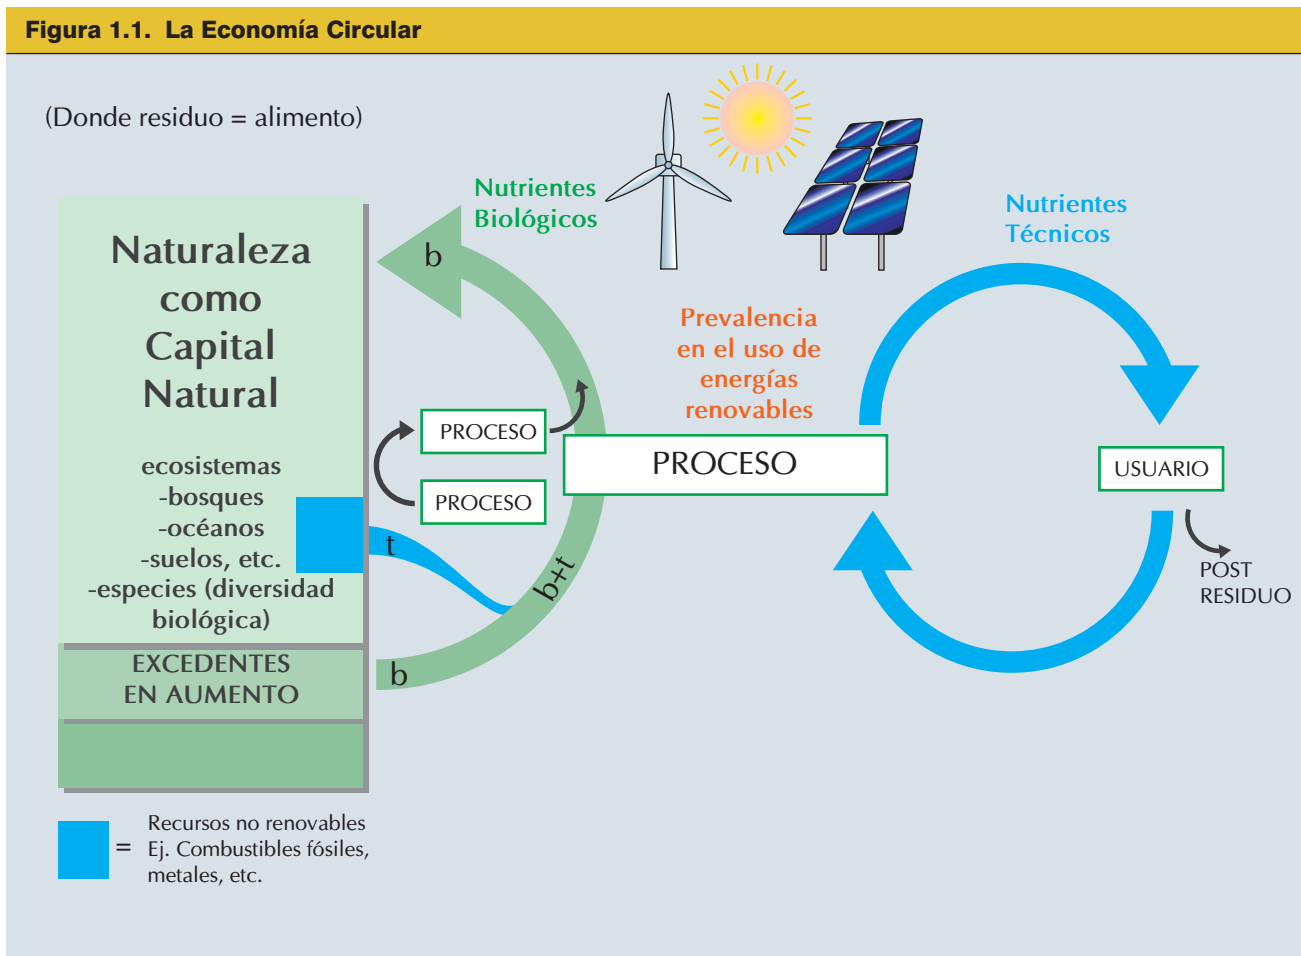 Figura 1.1. La Economía Circular
(Donde residuo = alimento)
Nutrientes
Biológicos
Nutrientes
Técnicos
Naturaleza
como
Capital
Natural
ecosistemas
-bosques
-océanos
-suelos, etc.
-especies (diversidad
biológica)
EXCEDENTES
EN AUMENTO
b
t
b+t
b
PROCESO
PROCESO
Prevalencia
en el uso de
energías
renovables
PROCESO
USUARIO
POST
RESIDUO
= Recursos no renovables
Ej. Combustibles fósiles,
metales, etc.